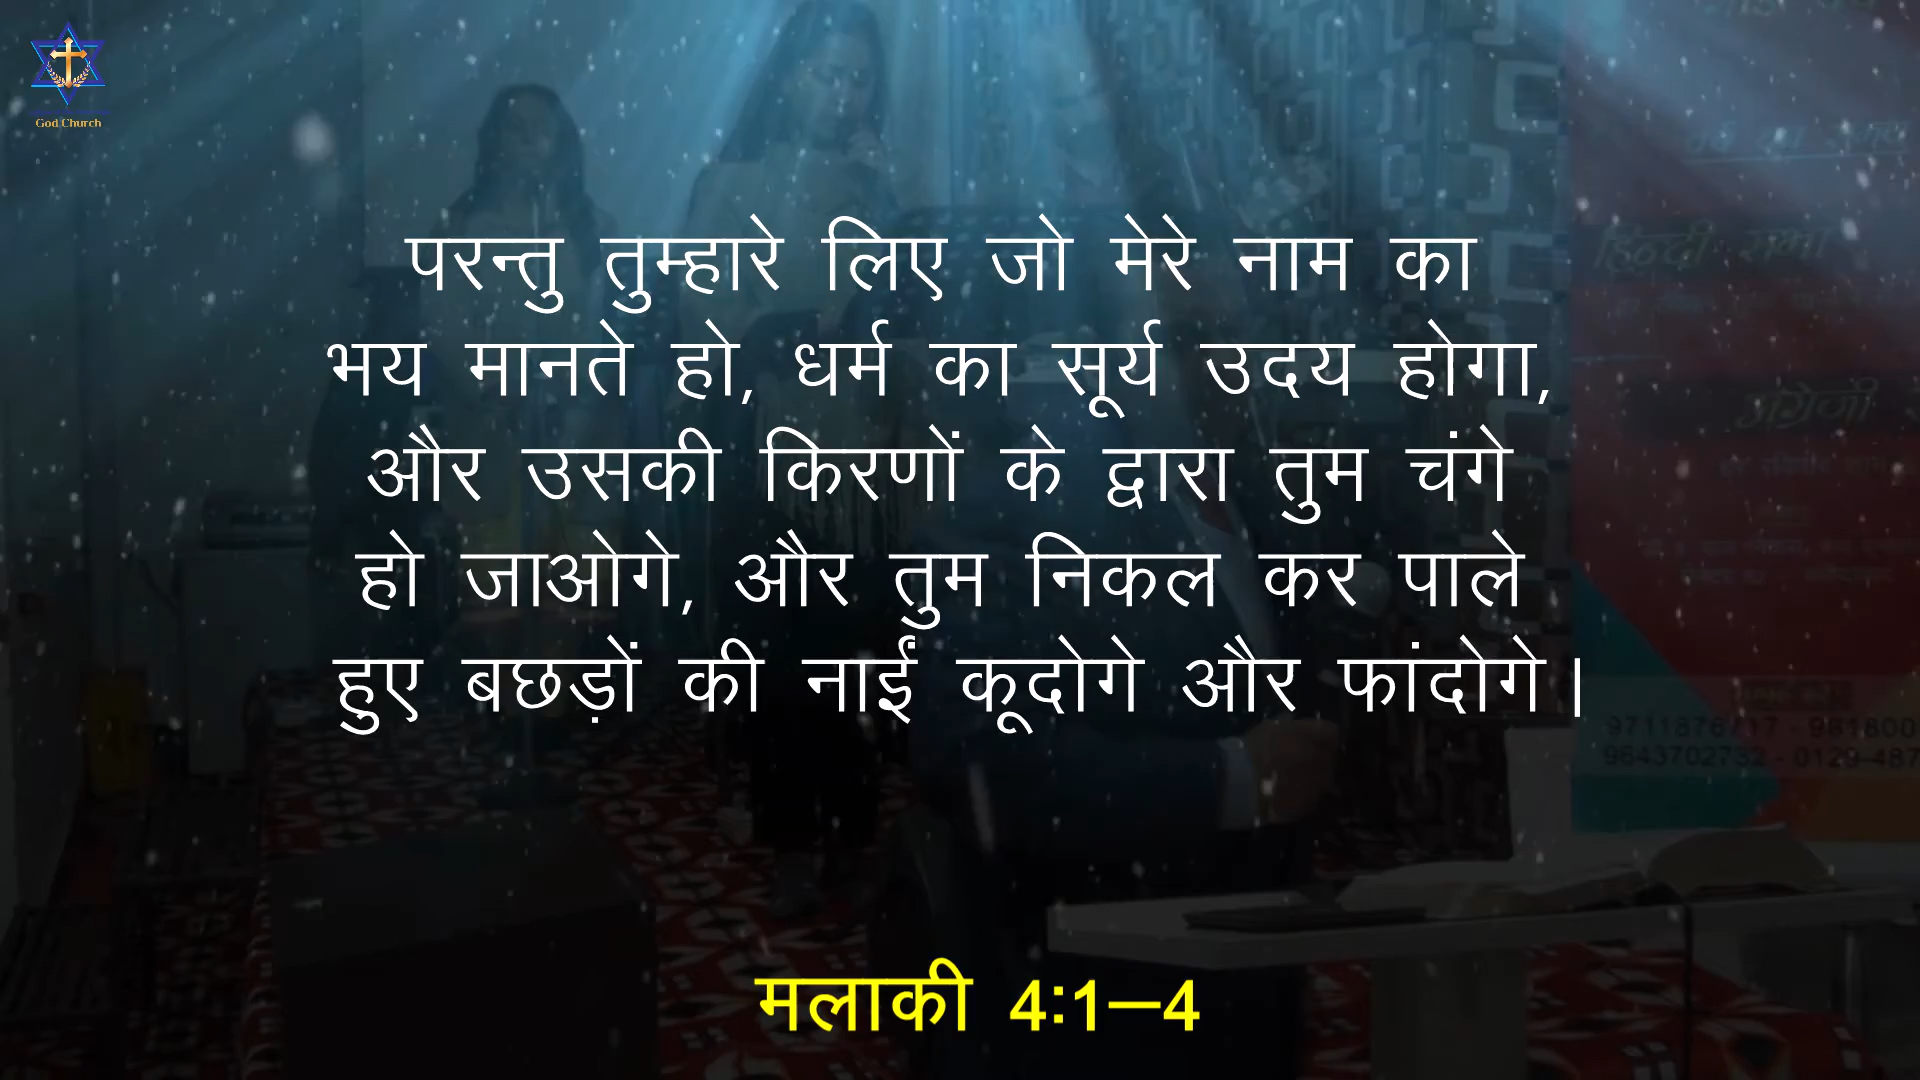 God Church
परन्तु तुम्हारे लिए जो मेरे नाम का
भय मानते हो, धर्म का सूर्य उदय होगा,
और उसकी किरणों के द्वारा तुम चंगे
हो जाओगे, और तुम निकल कर पाले
हुए बछड़ों की नाईं कूदोगे और फांदोगे।
मलाकी 4:1–4
हिन्दी सभा